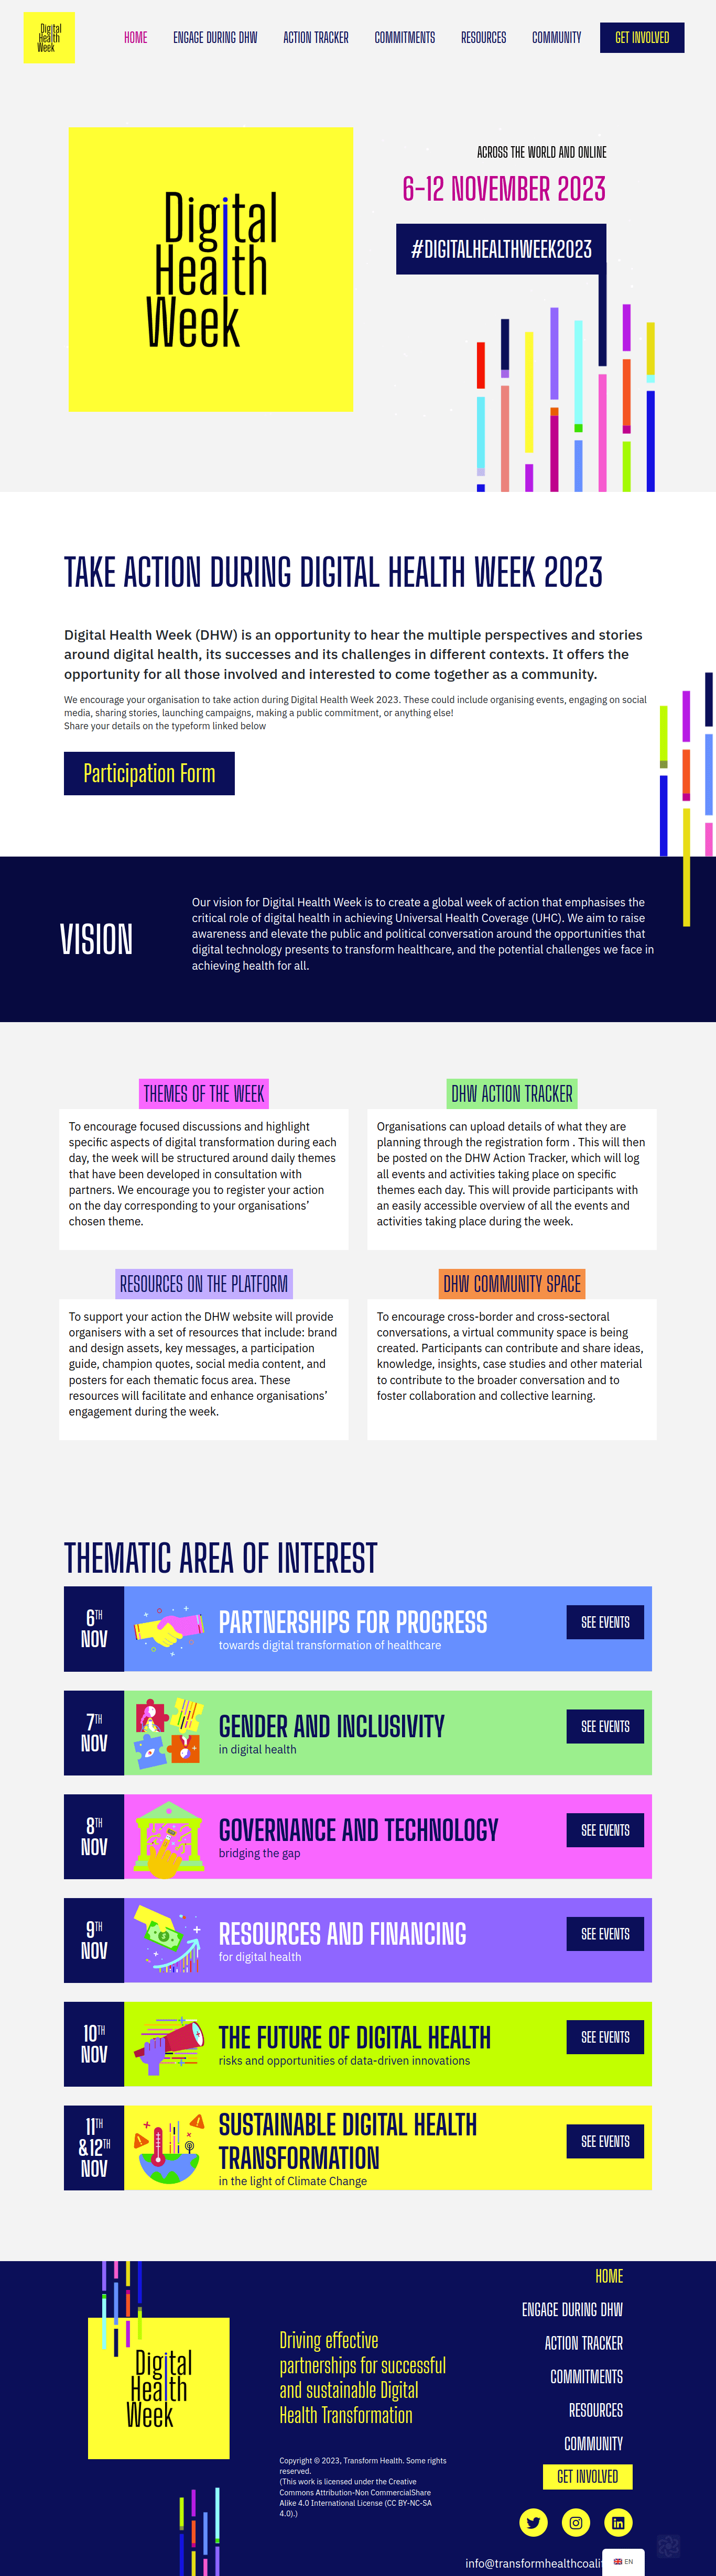 Digital
Health
Week
HOME
ENGAGE DURING DHW
ACTION TRACKER
COMMITMENTS
RESOURCES
COMMUNITY
GET INVOLVED
Digital
Health
Week
ACROSS THE WORLD AND ONLINE
6-12 NOVEMBER 2023
#DIGITALHEALTHWEEK2023
TAKE ACTION DURING DIGITAL HEALTH WEEK 2023
Digital Health Week (DHW) is an opportunity to hear the multiple perspectives and stories
around digital health, its successes and its challenges in different contexts. It offers the
opportunity for all those involved and interested to come together as a community.
We encourage your organisation to take action during Digital Health Week 2023. These could include organising events, engaging on social
media, sharing stories, launching campaigns, making a public commitment, or anything else!
Share your details on the typeform linked below
Participation Form
VISION
Our vision for Digital Health Week is to create a global week of action that emphasises the
critical role of digital health in achieving Universal Health Coverage (UHC). We aim to raise
awareness and elevate the public and political conversation around the opportunities that
digital technology presents to transform healthcare, and the potential challenges we face in
achieving health for all.
THEMES OF THE WEEK
To encourage focused discussions and highlight
specific aspects of digital transformation during each
day, the week will be structured around daily themes
that have been developed in consultation with
partners. We encourage you to register your action
on the day corresponding to your organisations’
chosen theme.
DHW ACTION TRACKER
Organisations can upload details of what they are
planning through the registration form . This will then
be posted on the DHW Action Tracker, which will log
all events and activities taking place on specific
themes each day. This will provide participants with
an easily accessible overview of all the events and
activities taking place during the week.
RESOURCES ON THE PLATFORM
To support your action the DHW website will provide
organisers with a set of resources that include: brand
and design assets, key messages, a participation
guide, champion quotes, social media content, and
posters for each thematic focus area. These
resources will facilitate and enhance organisations’
engagement during the week.
DHW COMMUNITY SPACE
To encourage cross-border and cross-sectoral
conversations, a virtual community space is being
created. Participants can contribute and share ideas,
knowledge, insights, case studies and other material
to contribute to the broader conversation and to
foster collaboration and collective learning.
THEMATIC AREA OF INTEREST
6TH
NOV
PARTNERSHIPS FOR PROGRESS
towards digital transformation of healthcare
SEE EVENTS
7TH
NOV
GENDER AND INCLUSIVITY
in digital health
SEE EVENTS
8TH
NOV
GOVERNANCE AND TECHNOLOGY
bridging the gap
SEE EVENTS
9TH
NOV
RESOURCES AND FINANCING
for digital health
SEE EVENTS
10TH
NOV
THE FUTURE OF DIGITAL HEALTH
risks and opportunities of data-driven innovations
SEE EVENTS
11TH
&12TH
NOV
SUSTAINABLE DIGITAL HEALTH
TRANSFORMATION
in the light of Climate Change
SEE EVENTS
Digital
Health
Week
Driving effective
partnerships for successful
and sustainable Digital
Health Transformation
Copyright © 2023, Transform Health. Some rights
reserved.
(This work is licensed under the Creative
Commons Attribution-Non CommercialShare
Alike 4.0 International License (CC BY-NC-SA
4.0).)
HOME
ENGAGE DURING DHW
ACTION TRACKER
COMMITMENTS
RESOURCES
COMMUNITY
GET INVOLVED
info@transformhealthcoali
EN